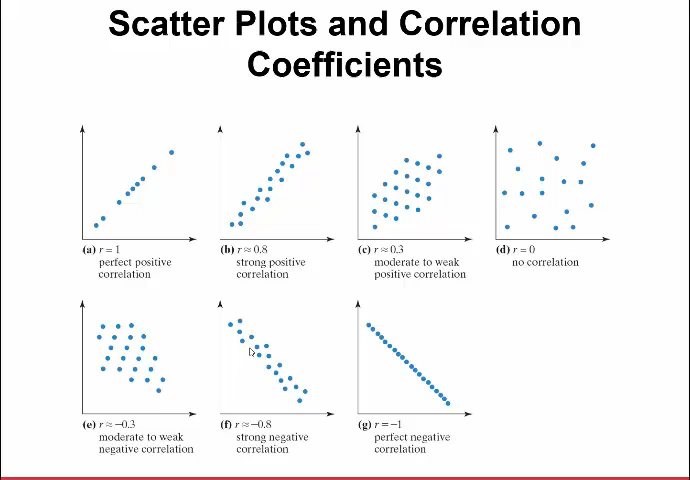 Scatter Plots and Correlation
Coefficients
(a) r = 1
perfect positive
correlation
(b) r ≈ 0.8
strong positive
correlation
(c) r ≈ 0.3
moderate to weak
positive correlation
(d) r = 0
no correlation
(e) r ≈ −0.3
moderate to weak
negative correlation
(f) r ≈ −0.8
strong negative
correlation
(g) r = −1
perfect negative
correlation